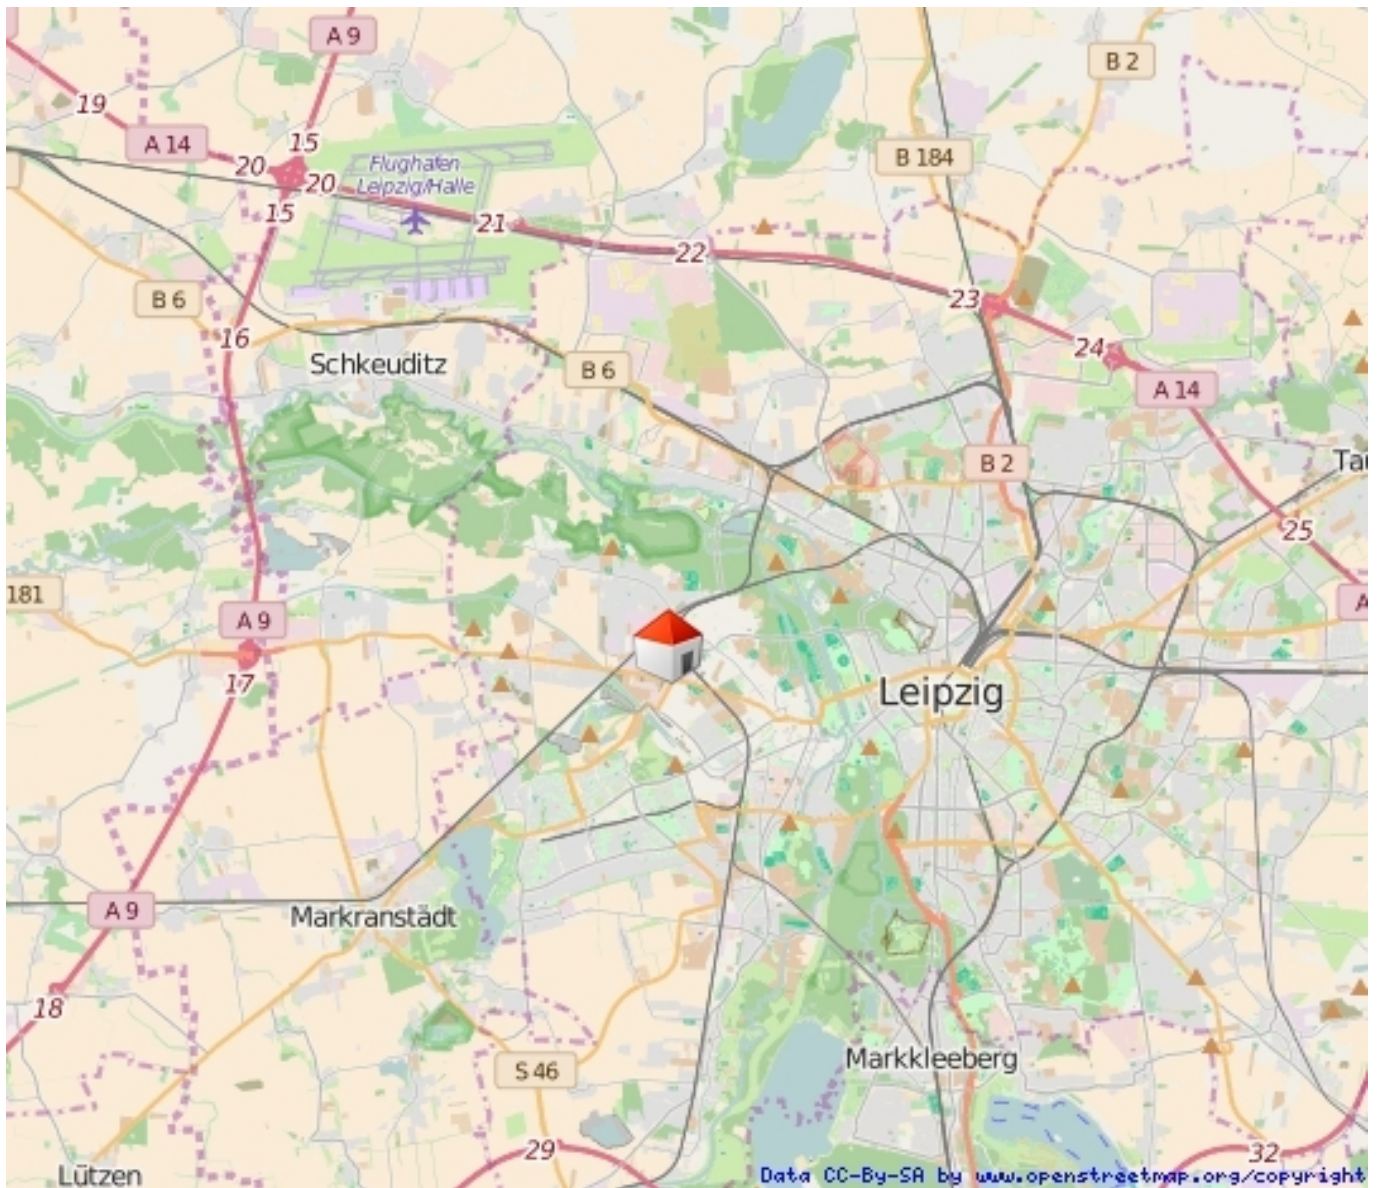 A 9
B 2
19
15
A 14
20
Flughafen
Leipzig/Halle
B 184
20
15
21
22
B 6
23
16
24
Schkeuditz
B 6
A 14
B 2
Tau
25
181
A 9
A
17
Leipzig
A 9
Markranstädt
18
Markkleeberg
S 46
29
32
Lützen
Data CC-By-SA by www.openstreetmap.org/copyright